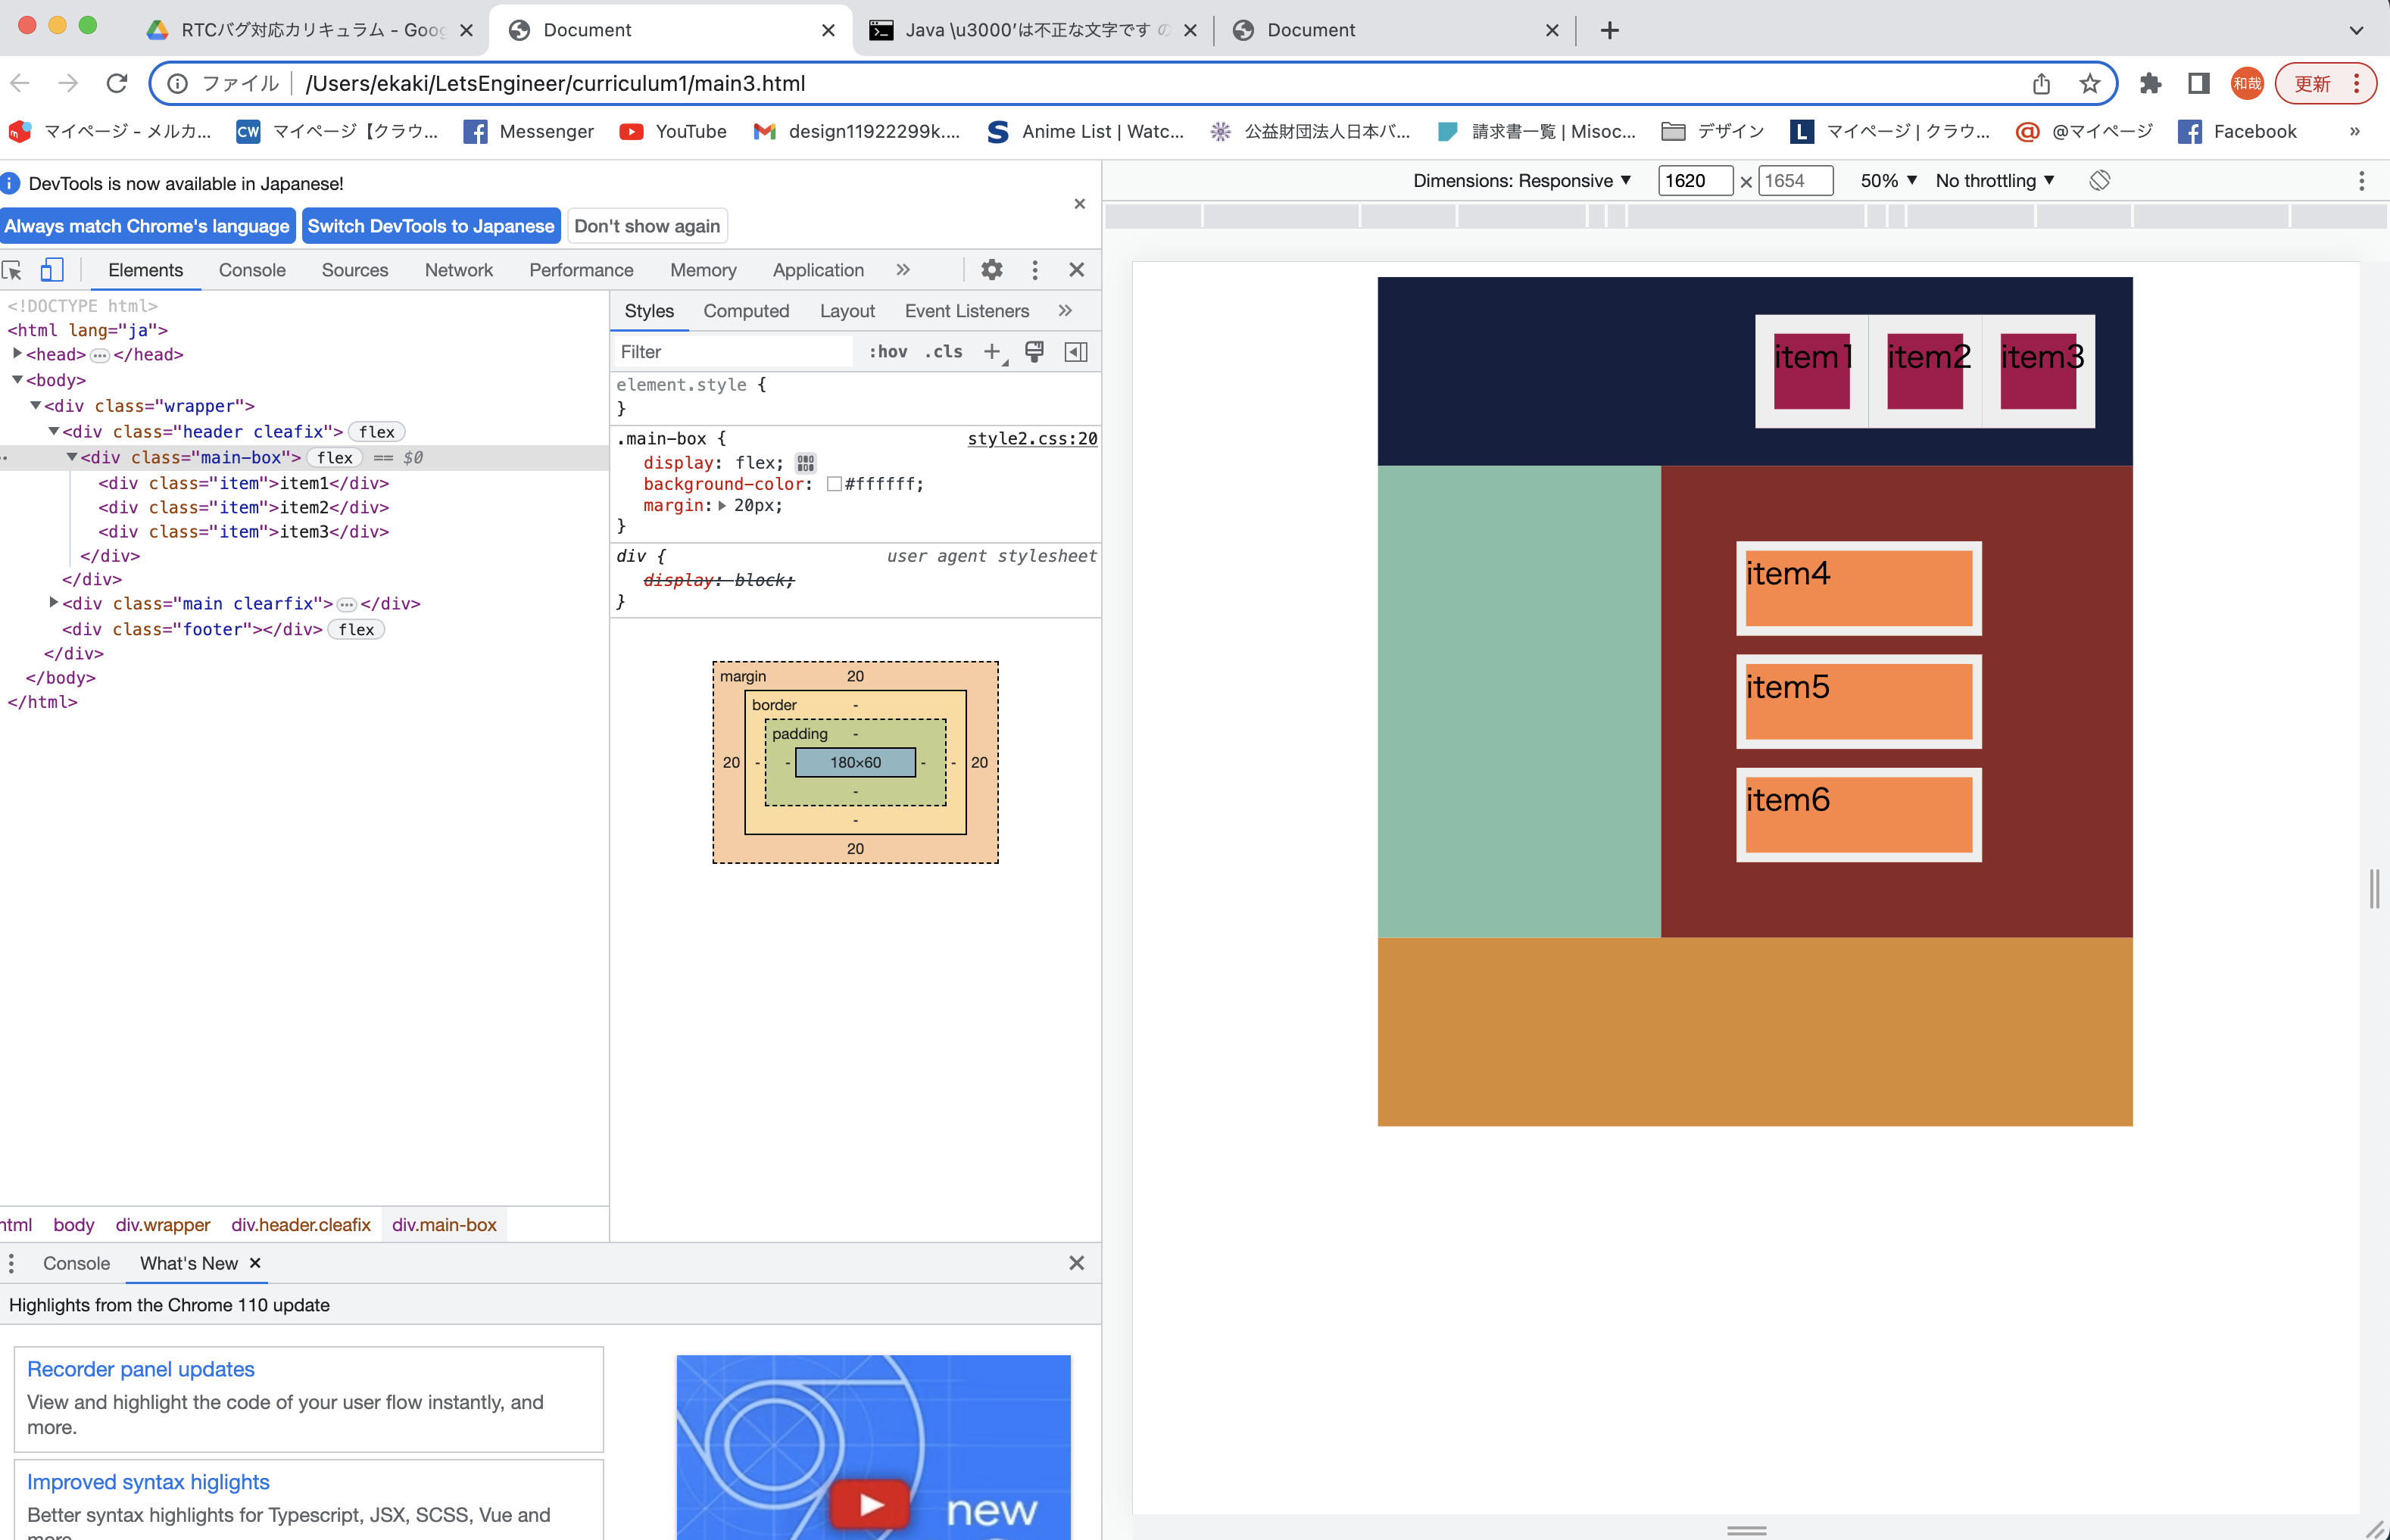 RTCバグ対応カリキュラム - Goog
Document
Java \u3000’は不正な文字です の
Document
ファイル
/Users/ekaki/LetsEngineer/curriculum1/main3.html
和哉
更新
マイページ - メルカ...
CW マイページ【クラウ...
Messenger
YouTube
design11922299k....
S Anime List | Watc...
公益財団法人日本バ...
請求書一覧 | Misoc...
デザイン
L マイページ | クラウ...
@マイページ
Facebook
»
DevTools is now available in Japanese!
Always match Chrome's language
Switch DevTools to Japanese
Don't show again
Dimensions: Responsive
1620 × 1654
50%
No throttling
Elements
Console
Sources
Network
Performance
Memory
Application
»
<!DOCTYPE html>
<html lang="ja">
<head> ••• </head>
<body>
<div class="wrapper">
<div class="header cleafix"> flex
<div class="main-box"> flex == $0
<div class="item">item1</div>
<div class="item">item2</div>
<div class="item">item3</div>
</div>
</div>
<div class="main clearfix"> ••• </div>
<div class="footer"></div> flex
</div>
</body>
</html>
html body div.wrapper div.header.cleafix div.main-box
Styles
Computed
Layout
Event Listeners
»
Filter
:hov .cls +
element.style {
}
.main-box {
style2.css:20
display: flex;
background-color: #ffffff;
margin: 20px;
}
div {
user agent stylesheet
display: block;
}
margin 20
border -
padding -
20 - - 180×60 - - 20
-
-
20
item1
item2
item3
item4
item5
item6
Console
What's New
Highlights from the Chrome 110 update
Recorder panel updates
View and highlight the code of your user flow instantly, and
more.
Improved syntax higlights
Better syntax highlights for Typescript, JSX, SCSS, Vue and
more.
new